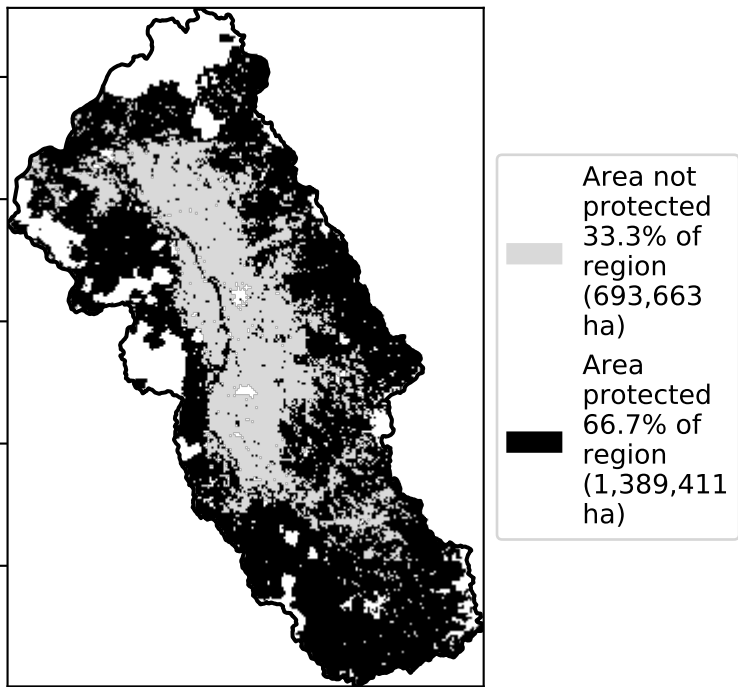 Area not
protected
33.3% of
region
(693,663
ha)
Area
protected
66.7% of
region
(1,389,411
ha)